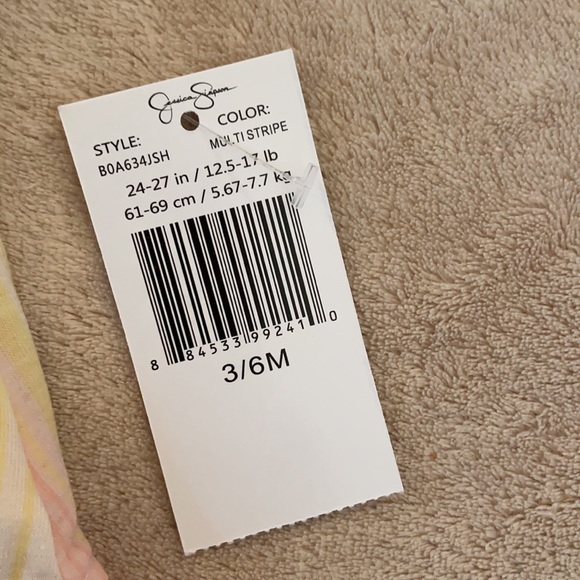 Jessica Simpson
STYLE: COLOR:
B0A634JSH MULTI STRIPE
24-27 in / 12.5-17 lb
61-69 cm / 5.67-7.7 kg
8 84533 99241 0
3/6M